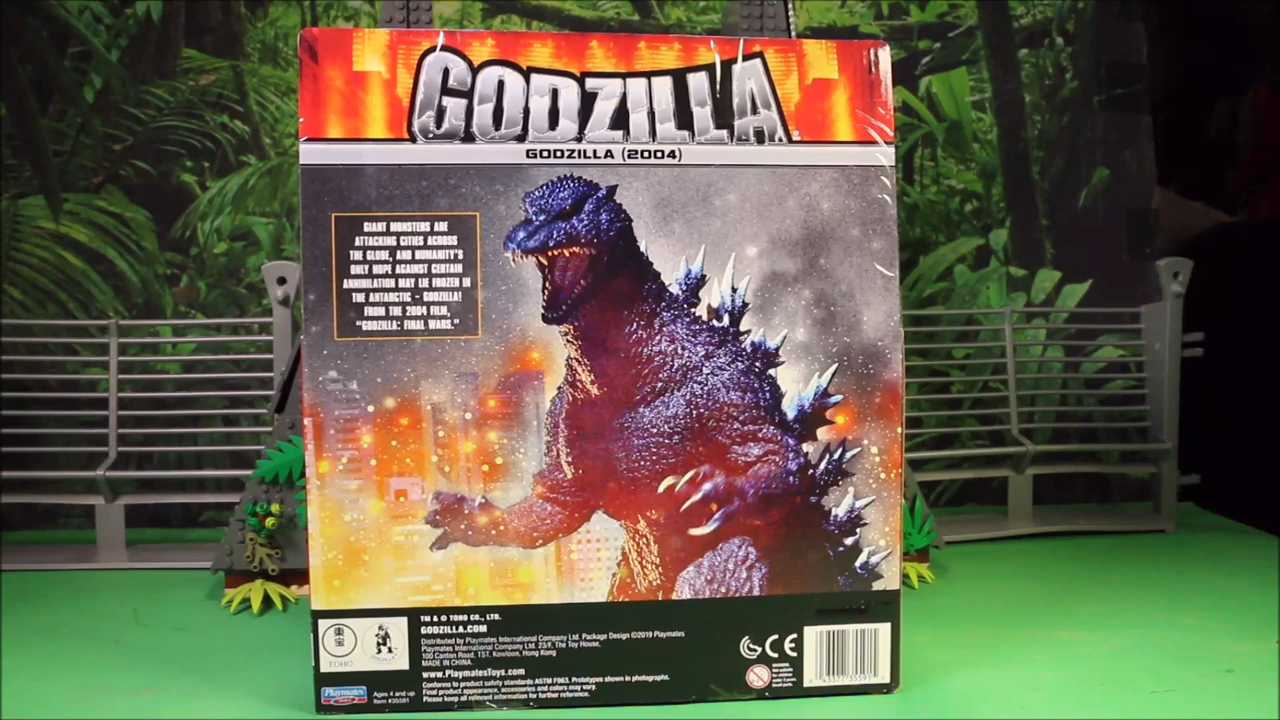 GODZILLA
GODZILLA (2004)
GIANT MONSTERS ARE
ATTACKING CITIES ACROSS
THE GLOBE, AND HUMANITY'S
ONLY HOPE AGAINST CERTAIN
ANNIHILATION MAY LIE FROZEN IN
THE ANTARCTIC - GODZILLA!
FROM THE 2004 FILM,
"GODZILLA: FINAL WARS."
TM & © TOHO CO., LTD.
GODZILLA.COM
Distributed by Playmates International Company Ltd. Package Design ©2019 Playmates
Playmates International Company Ltd. 23/F, The Toy House,
100 Canton Road, TST, Kowloon, Hong Kong
MADE IN CHINA.
www.PlaymatesToys.com
Conforms to product safety standards ASTM F963. Prototypes shown in photographs.
Final product appearance, accessories and colors may vary.
Please keep all relevant information for further reference.
東宝
TOHO
Playmates
Ages 4 and up
Item #35591
CE